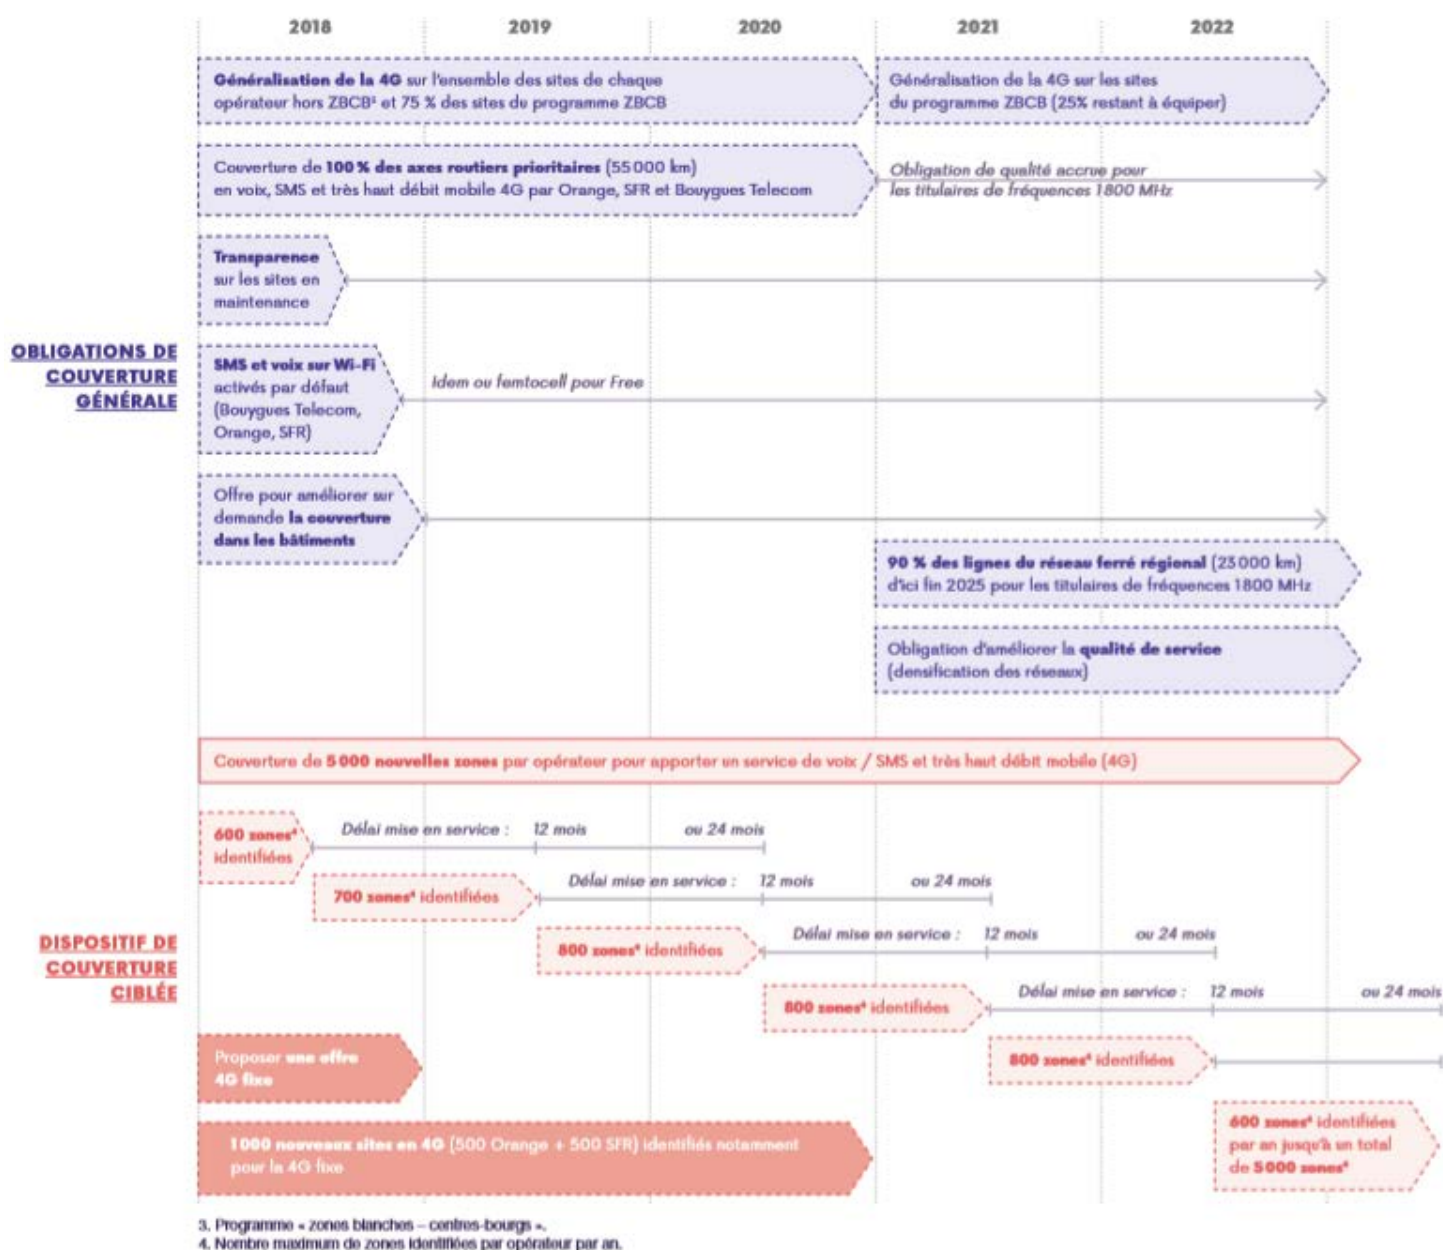 2018 2019 2020 2021 2022
Généralisation de la 4G sur l'ensemble des sites de chaque
opérateur hors ZBCB³ et 75 % des sites du programme ZBCB
Généralisation de la 4G sur les sites
du programme ZBCB (25% restant à équiper)
Couverture de 100 % des axes routiers prioritaires (55 000 km)
en voix, SMS et très haut débit mobile 4G par Orange, SFR et Bouygues Telecom
Obligation de qualité accrue pour
les titulaires de fréquences 1800 MHz
Transparence
sur les sites en
maintenance
OBLIGATIONS DE
COUVERTURE
GÉNÉRALE
SMS et voix sur Wi-Fi
activés par défaut
(Bouygues Telecom,
Orange, SFR)
Idem ou femtocell pour Free
Offre pour améliorer sur
demande la couverture
dans les bâtiments
90 % des lignes du réseau ferré régional (23 000 km)
d'ici fin 2025 pour les titulaires de fréquences 1800 MHz
Obligation d'améliorer la qualité de service
(densification des réseaux)
Couverture de 5 000 nouvelles zones par opérateur pour apporter un service de voix / SMS et très haut débit mobile (4G)
600 zones⁴
identifiées
Délai mise en service : 12 mois ou 24 mois
700 zones⁴ identifiées
Délai mise en service : 12 mois ou 24 mois
DISPOSITIF DE
COUVERTURE
CIBLÉE
800 zones⁴ identifiées
Délai mise en service : 12 mois ou 24 mois
800 zones⁴ identifiées
Délai mise en service : 12 mois ou 24 mois
Proposer une offre
4G fixe
800 zones⁴ identifiées
1 000 nouveaux sites en 4G (500 Orange + 500 SFR) identifiés notamment
pour la 4G fixe
600 zones⁴ identifiées
par an jusqu'à un total
de 5 000 zones⁴
3. Programme « zones blanches – centres-bourgs ».
4. Nombre maximum de zones identifiées par opérateur par an.